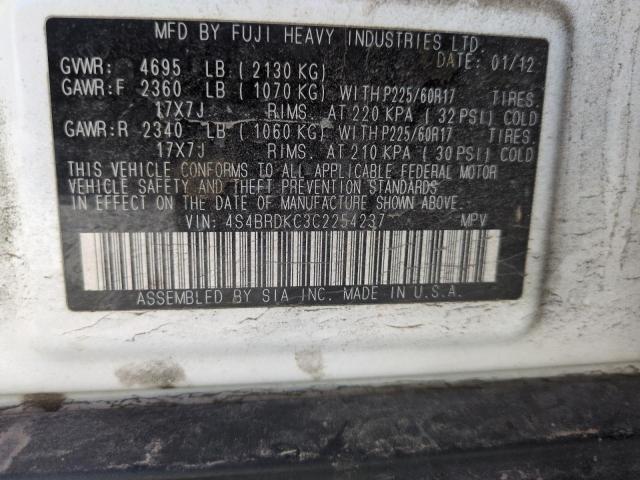 MFD BY FUJI HEAVY INDUSTRIES LTD.
DATE: 01/12
GVWR: 4695 LB (2130 KG)
GAWR:F 2360 LB (1070 KG) WITH P225/60R17 TIRES.
17X7J RIMS. AT 220 KPA (32 PSI) COLD
GAWR:R 2340 LB (1060 KG) WITH P225/60R17 TIRES.
17X7J RIMS. AT 210 KPA (30 PSI) COLD
THIS VEHICLE CONFORMS TO ALL APPLICABLE FEDERAL MOTOR
VEHICLE SAFETY AND THEFT PREVENTION STANDARDS
IN EFFECT ON THE DATE OF MANUFACTURE SHOWN ABOVE.
VIN: 4S4BRDKC3C2254237 MPV
ASSEMBLED BY SIA INC. MADE IN U.S.A.